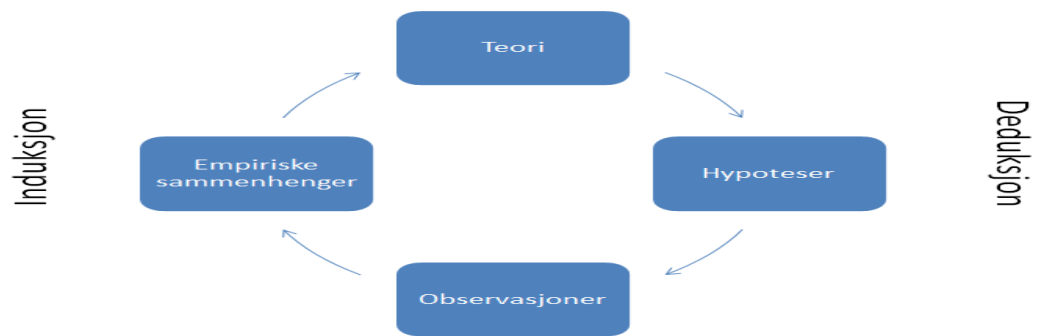 Teori
Induksjon
Deduksjon
Empiriske
sammenhenger
Hypoteser
Observasjoner